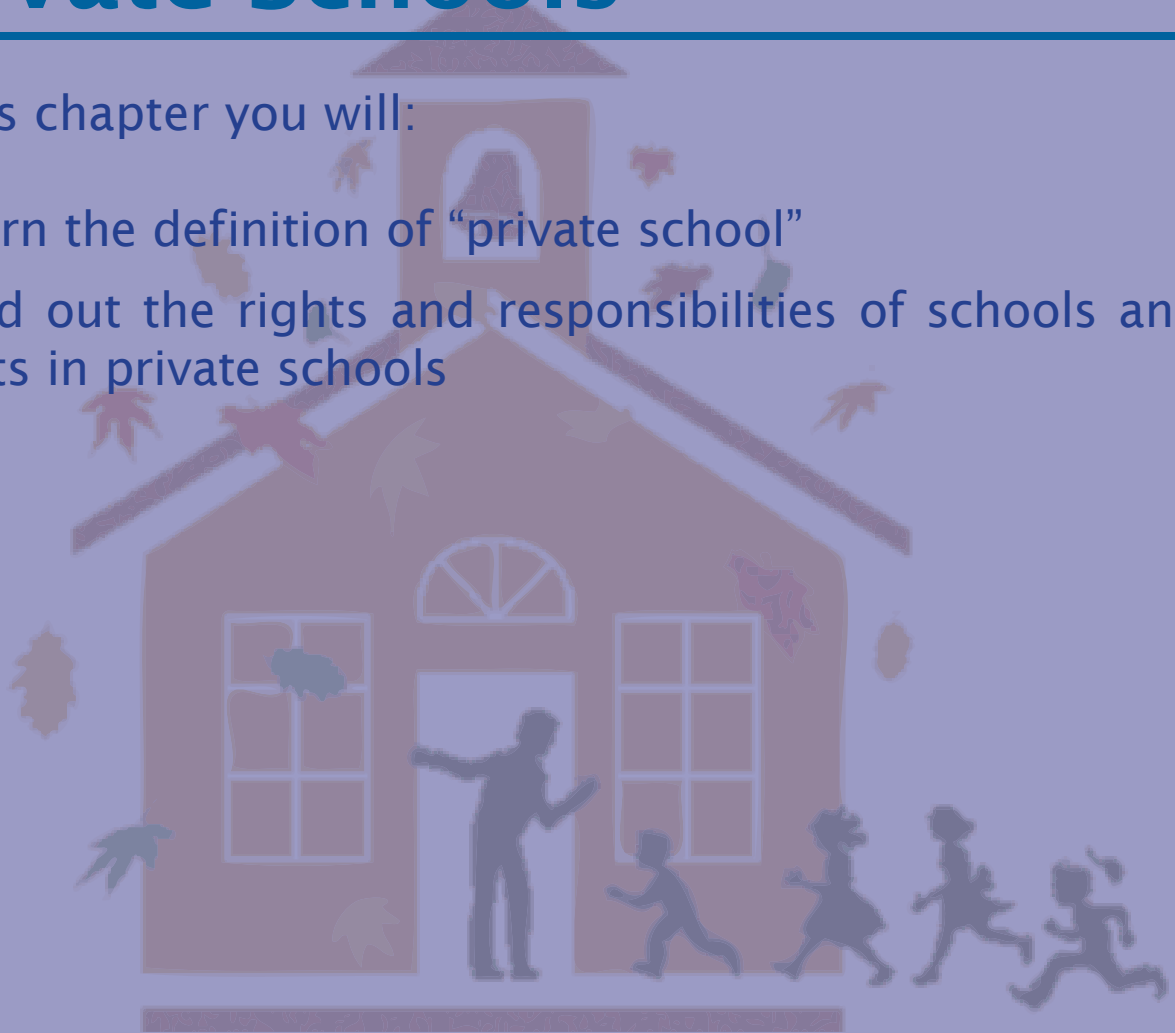 vate Schools
s chapter you will:
rn the definition of “private school”
d out the rights and responsibilities of schools an
ts in private schools